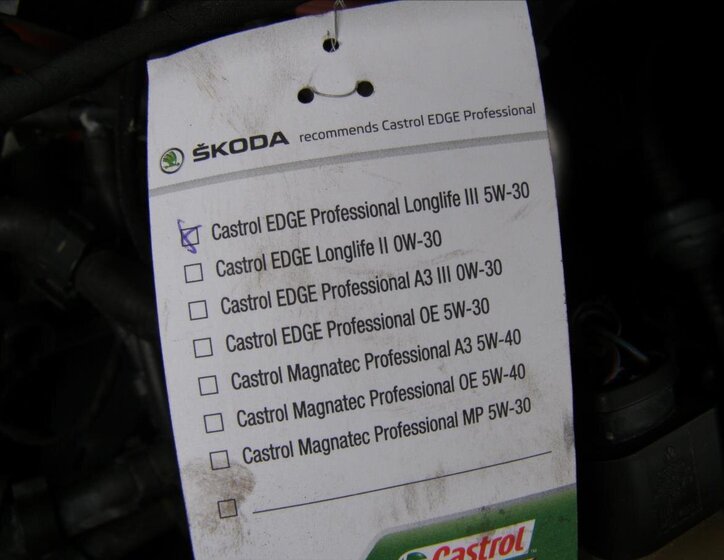 ŠKODA recommends Castrol EDGE Professional
Castrol EDGE Professional Longlife III 5W-30
Castrol EDGE Longlife II 0W-30
Castrol EDGE Professional A3 III 0W-30
Castrol EDGE Professional OE 5W-30
Castrol Magnatec Professional A3 5W-40
Castrol Magnatec Professional OE 5W-40
Castrol Magnatec Professional MP 5W-30
Castrol